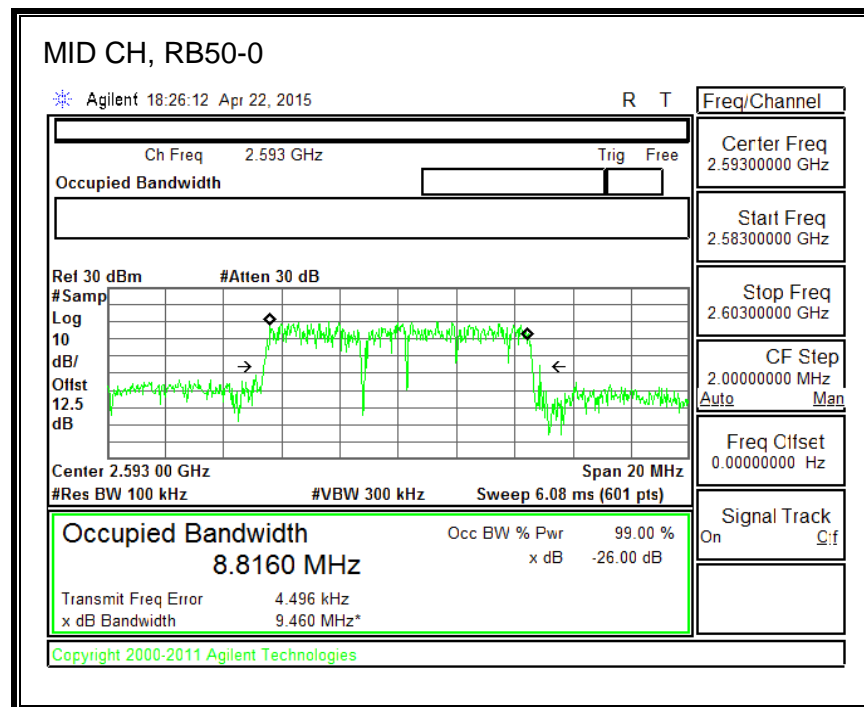 MID CH, RB50-0
Agilent 18:26:12 Apr 22, 2015 R T
Freq/Channel
Ch Freq 2.593 GHz Trig Free
Occupied Bandwidth
Center Freq
2.59300000 GHz
Start Freq
2.58300000 GHz
Stop Freq
2.60300000 GHz
CF Step
2.00000000 MHz
Auto Man
Freq Offset
0.00000000 Hz
Signal Track
On Off
Ref 30 dBm #Atten 30 dB
#Samp
Log
10
dB/
Offst
12.5
dB
Center 2.593 00 GHz Span 20 MHz
#Res BW 100 kHz #VBW 300 kHz Sweep 6.08 ms (601 pts)
Occupied Bandwidth Occ BW % Pwr 99.00 %
8.8160 MHz x dB -26.00 dB
Transmit Freq Error 4.496 kHz
x dB Bandwidth 9.460 MHz*
Copyright 2000-2011 Agilent Technologies